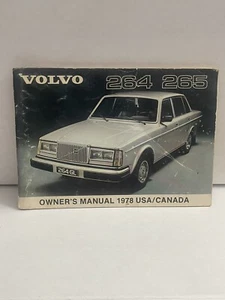 VOLVO 264 265
264 GL
OWNER'S MANUAL 1978 USA/CANADA